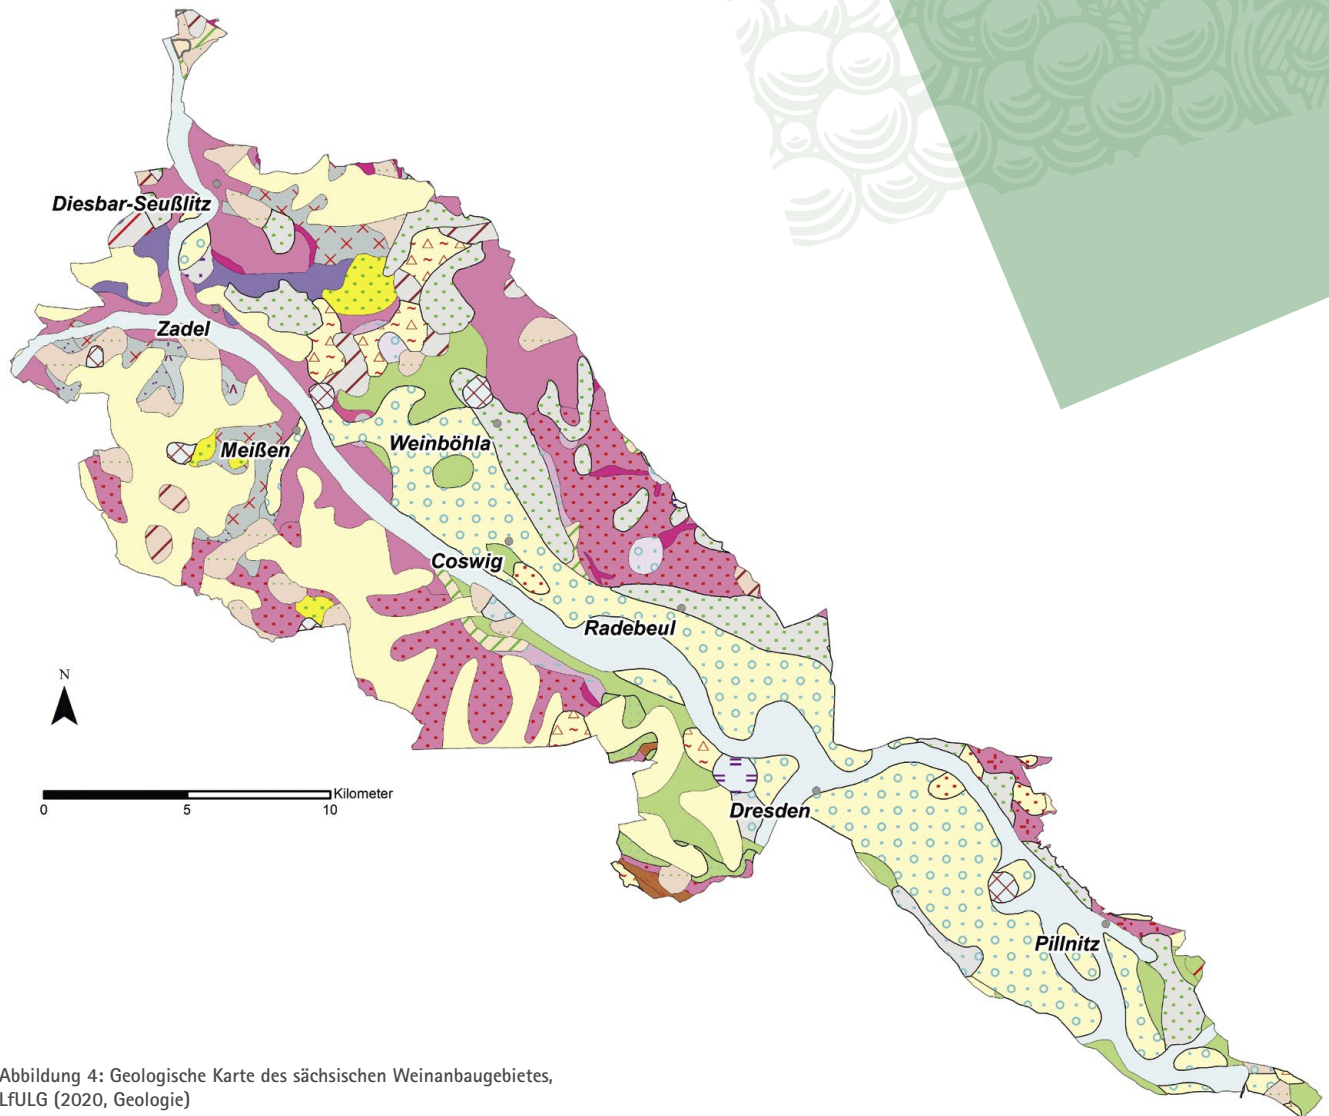 Diesbar-Seußlitz
Zadel
Meißen
Weinböhla
Coswig
Radebeul
N
Kilometer
0 5 10
Dresden
Pillnitz
Abbildung 4: Geologische Karte des sächsischen Weinanbaugebietes,
LfULG (2020, Geologie)